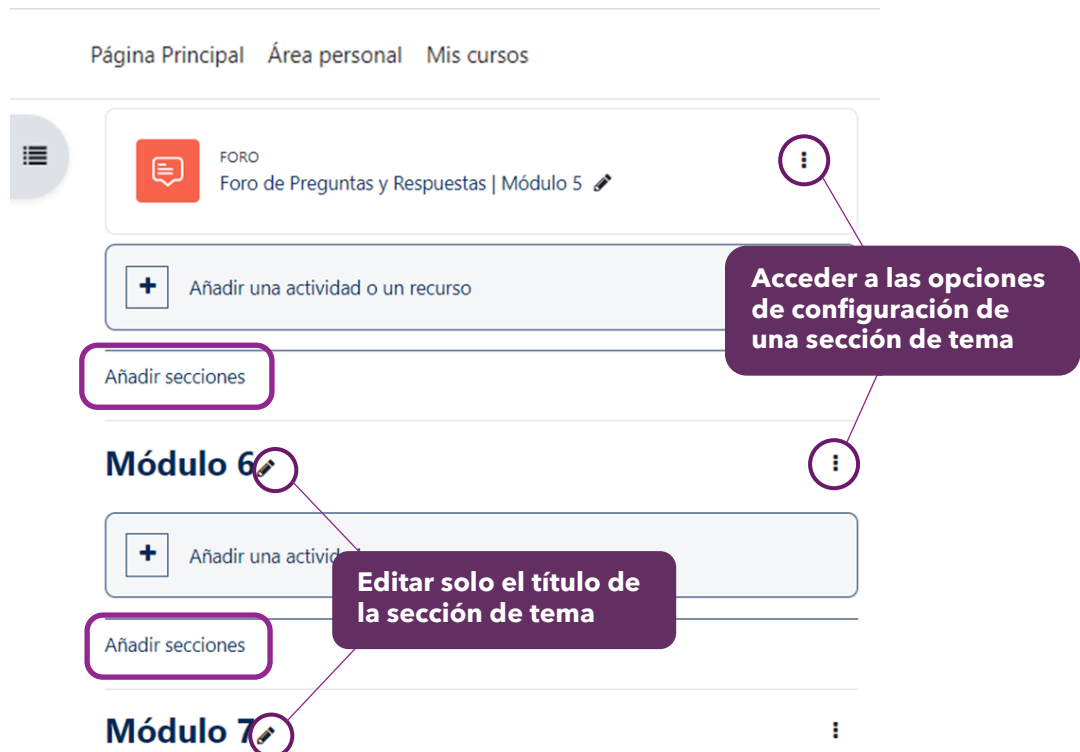 Página Principal Área personal Mis cursos
FORO
Foro de Preguntas y Respuestas | Módulo 5
Añadir una actividad o un recurso
Acceder a las opciones
de configuración de
una sección de tema
Añadir secciones
Módulo 6
Añadir una
Editar solo el título de
la sección de tema
Añadir secciones
Módulo 7